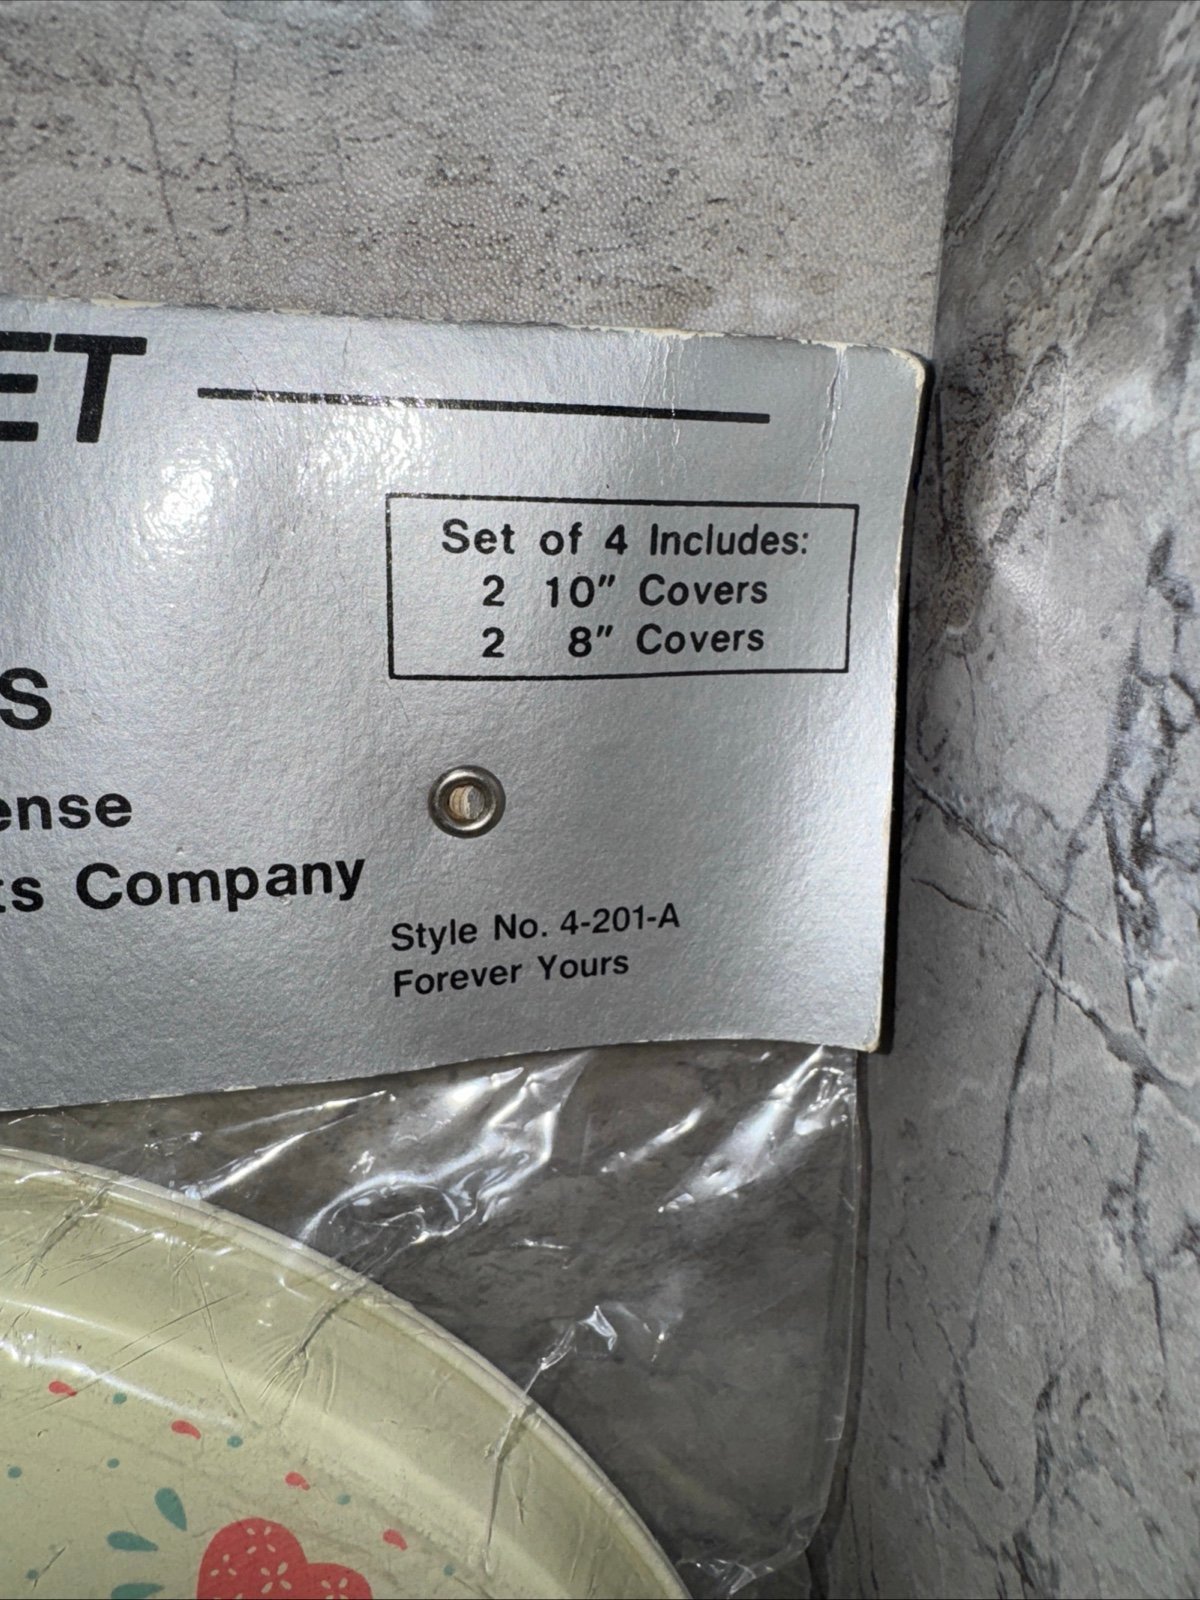 ET
Set of 4 Includes:
2 10" Covers
2 8" Covers
s
ense
ts Company
Style No. 4-201-A
Forever Yours